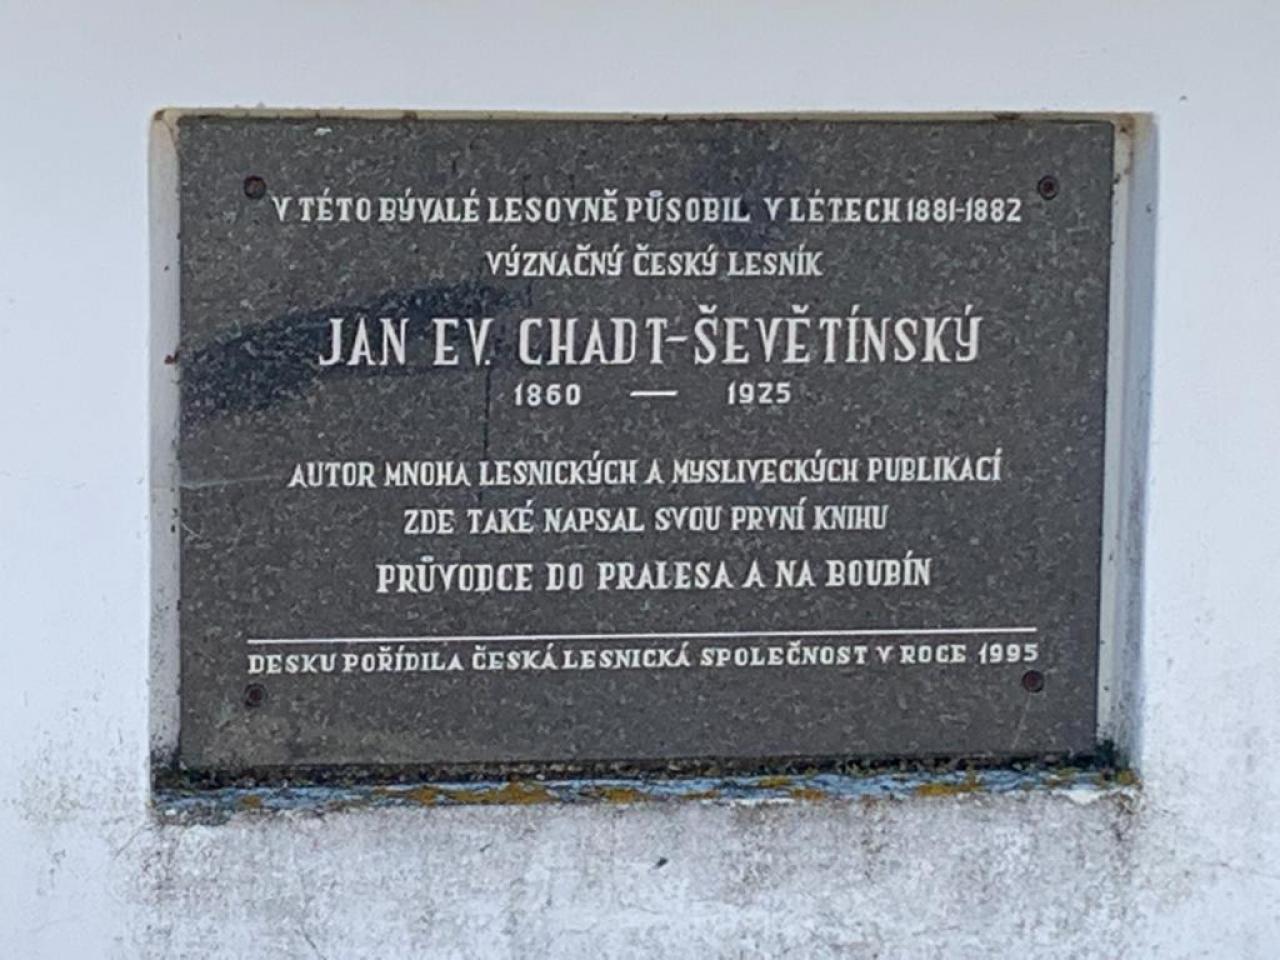 V TÉTO BÝVALÉ LESOVNĚ PŮSOBIL V LÉTECH 1881-1882
VÝZNAČNÝ ČESKÝ LESNÍK
JAN EV. CHADT-ŠEVĚTÍNSKÝ
1860 — 1925
AUTOR MNOHA LESNICKÝCH A MYSLIVECKÝCH PUBLIKACÍ
ZDE TAKÉ NAPSAL SVOU PRVNÍ KNIHU
PRŮVODCE DO PRALESA A NA BOUBÍN
DESKU POŘÍDILA ČESKÁ LESNICKÁ SPOLEČNOST V ROCE 1995